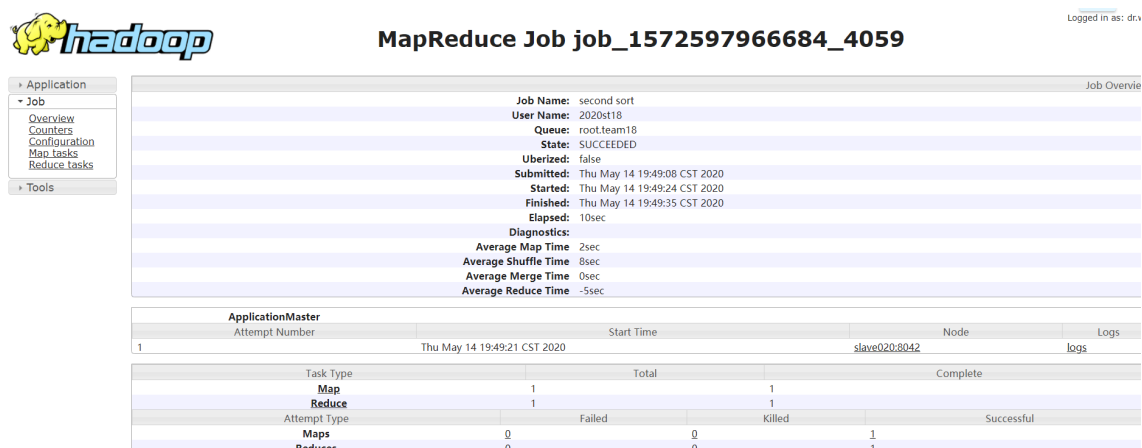 Logged in as: dr.w
hadoop
MapReduce Job job_1572597966684_4059
Application
Job
Overview
Counters
Configuration
Map tasks
Reduce tasks
Tools
Job Overvie
Job Name: second sort
User Name: 2020st18
Queue: root.team18
State: SUCCEEDED
Uberized: false
Submitted: Thu May 14 19:49:08 CST 2020
Started: Thu May 14 19:49:24 CST 2020
Finished: Thu May 14 19:49:35 CST 2020
Elapsed: 10sec
Diagnostics:
Average Map Time 2sec
Average Shuffle Time 8sec
Average Merge Time 0sec
Average Reduce Time -5sec
ApplicationMaster
Attempt Number Start Time Node Logs
1 Thu May 14 19:49:21 CST 2020 slave020:8042 logs
Task Type Total Complete
Map 1 1
Reduce 1 1
Attempt Type Failed Killed Successful
Maps 0 0 1
Reduces 0 0 1